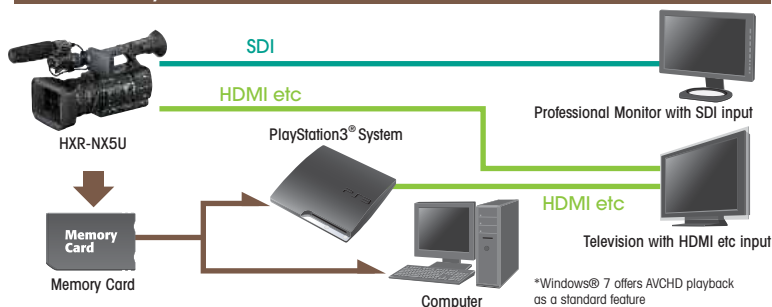 SDI
HDMI etc
Professional Monitor with SDI input
HXR-NX5U
PlayStation3® System
HDMI etc
Memory
Card
Television with HDMI etc input
Memory Card
Computer
*Windows® 7 offers AVCHD playback
as a standard feature